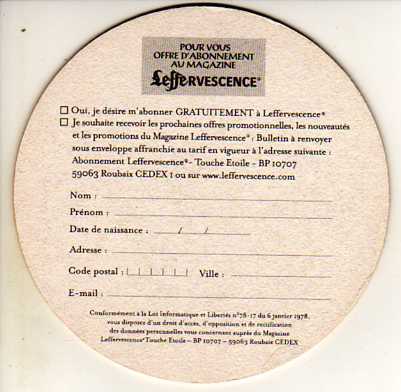 POUR VOUS
OFFRE D'ABONNEMENT
AU MAGAZINE
LeffeRVESCENCE*
Oui, je désire m'abonner GRATUITEMENT à Leffervescence*
Je souhaite recevoir les prochaines offres promotionnelles, les nouveautés
et les promotions du Magazine Leffervescence* : Bulletin à renvoyer
sous enveloppe affranchie au tarif en vigueur à l'adresse suivante :
Abonnement Leffervescence*- Touche Etoile - BP 10707
59063 Roubaix CEDEX 1 ou sur www.leffervescence.com
Nom :
Prénom :
Date de naissance : / /
Adresse :
Code postal : Ville :
E-mail :
Conformément à la Loi Informatique et Libertés n°78-17 du 6 janvier 1978,
vous disposez d'un droit d'accès, d'opposition et de rectification
des données personnelles vous concernant auprès du Magazine
Leffervescence*Touche Etoile – BP 10707 – 59063 Roubaix CEDEX